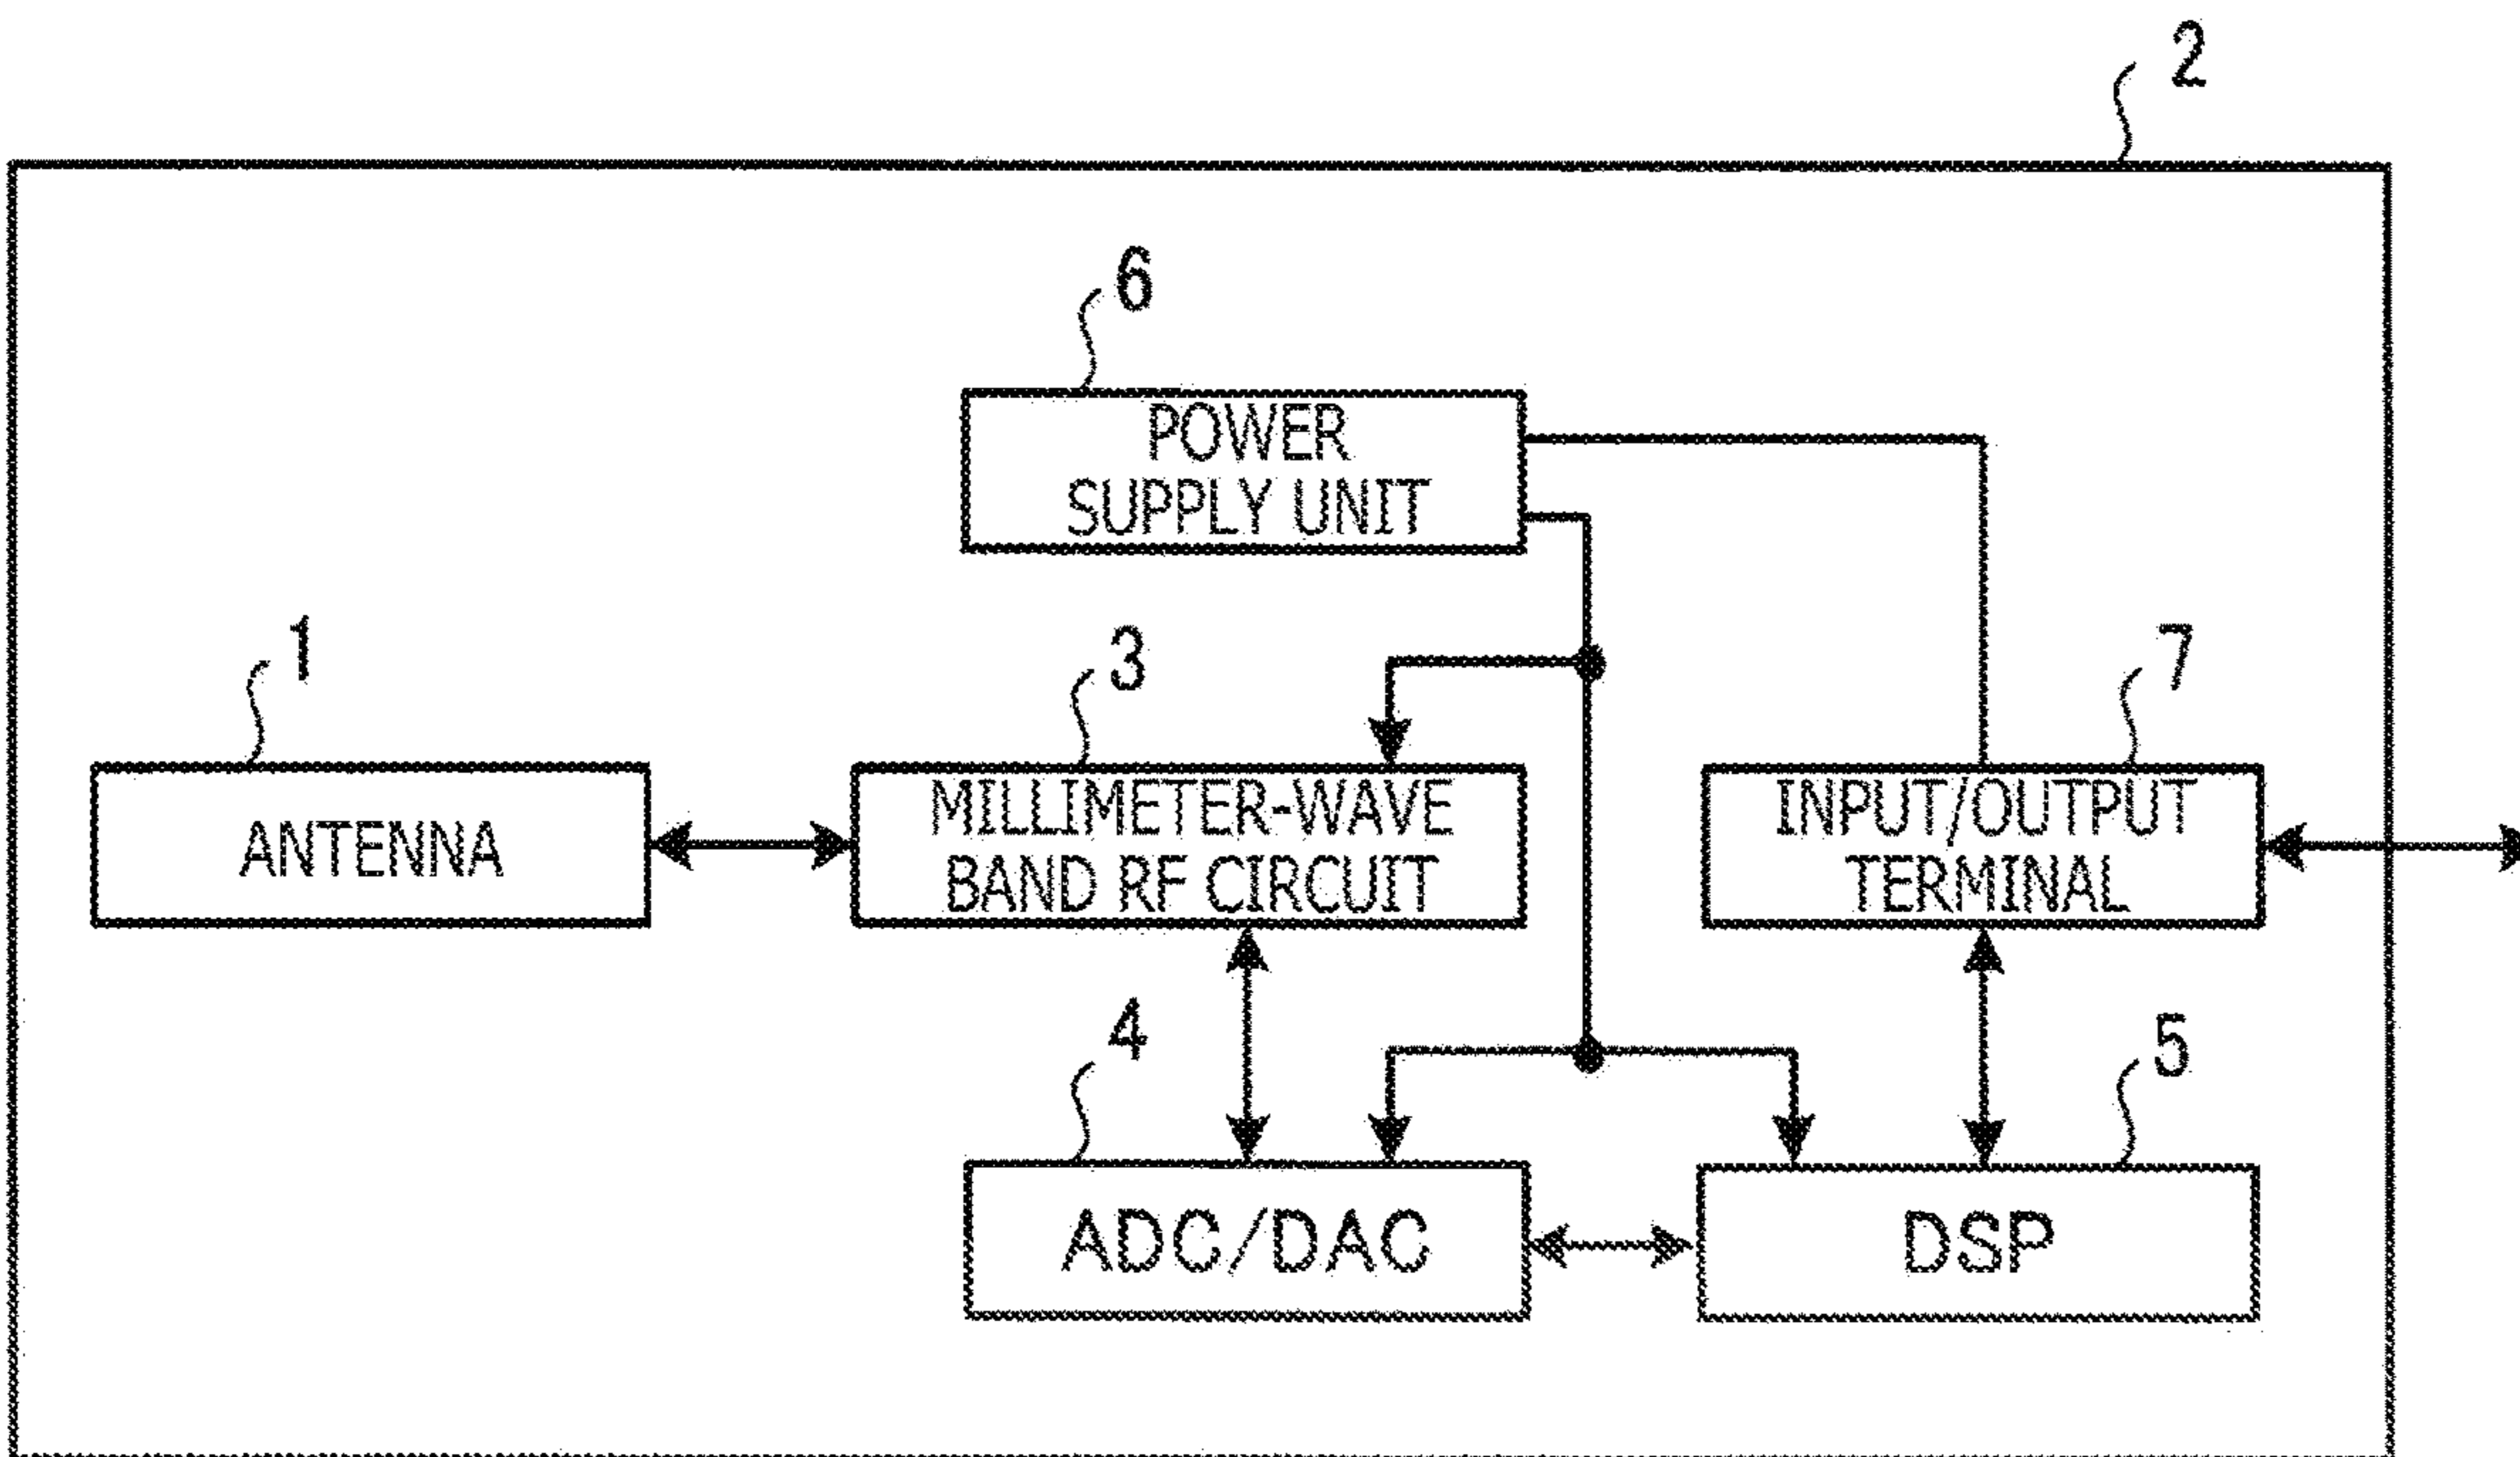 2
6
POWER
SUPPLY UNIT
1
3
7
ANTENNA
MILLIMETER-WAVE
BAND RF CIRCUIT
INPUT/OUTPUT
TERMINAL
4
5
ADC/DAC
DSP